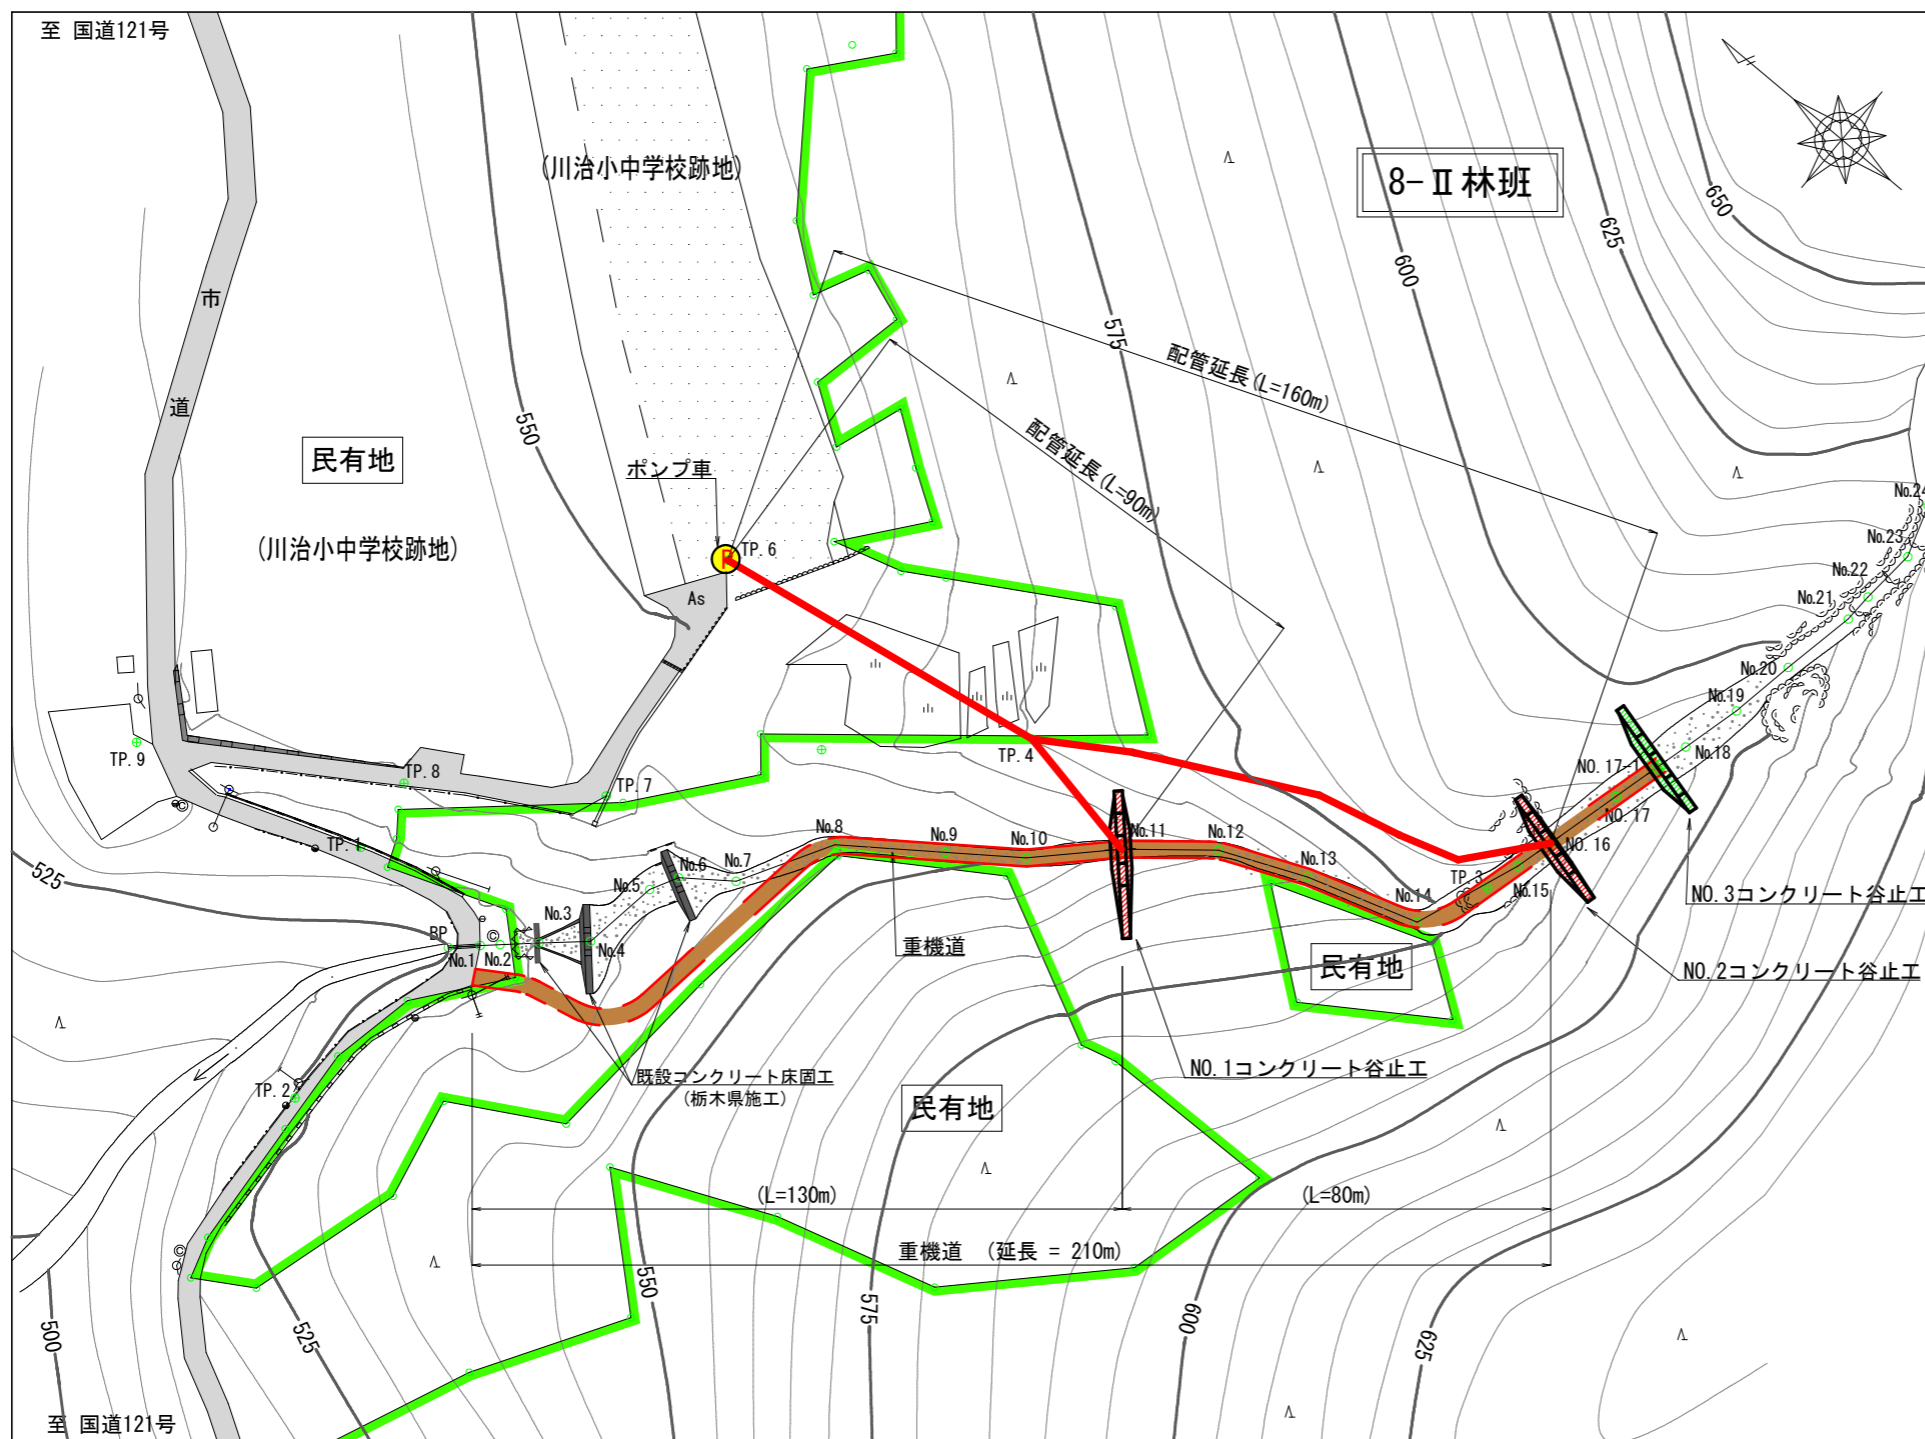 至 国道121号
(川治小中学校跡地)
8-Ⅱ林班
650
625
600
575
市
道
配管延長(L=160m)
配管延長(L=90m)
550
民有地
(川治小中学校跡地)
ポンプ車
P
TP.6
As
No.24
No.23
No.22
No.21
No.20
No.19
No.18
NO.17-1
NO.17
NO.16
No.15
No.14
No.13
No.12
No.11
No.10
No.9
No.8
No.7
No.6
No.5
No.4
No.3
No.2
No.1
BP
TP.9
TP.8
TP.7
TP.4
TP.3
TP.1
TP.2
525
重機道
民有地
NO.3コンクリート谷止工
NO.2コンクリート谷止工
NO.1コンクリート谷止工
既設コンクリート床固工
(栃木県施工)
民有地
(L=130m)
(L=80m)
重機道 (延長 = 210m)
500
525
550
575
600
625
至 国道121号